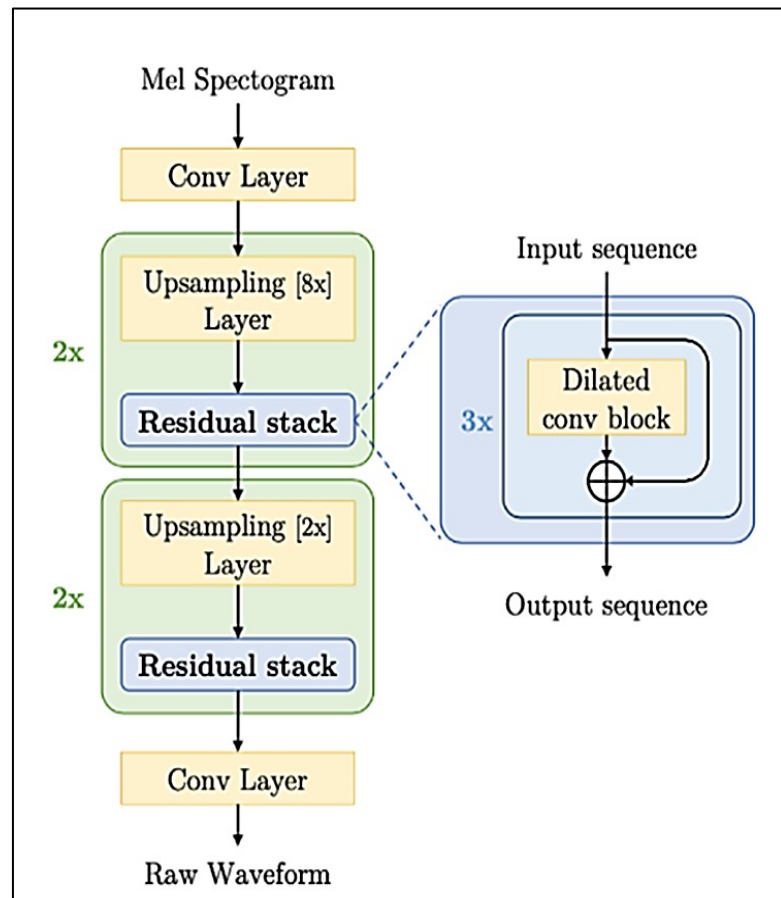 Mel Spectogram
Conv Layer
Upsampling [8x]
Layer
2x
Residual stack
Upsampling [2x]
Layer
2x
Residual stack
Conv Layer
Raw Waveform
Input sequence
Dilated
conv block
3x
Output sequence